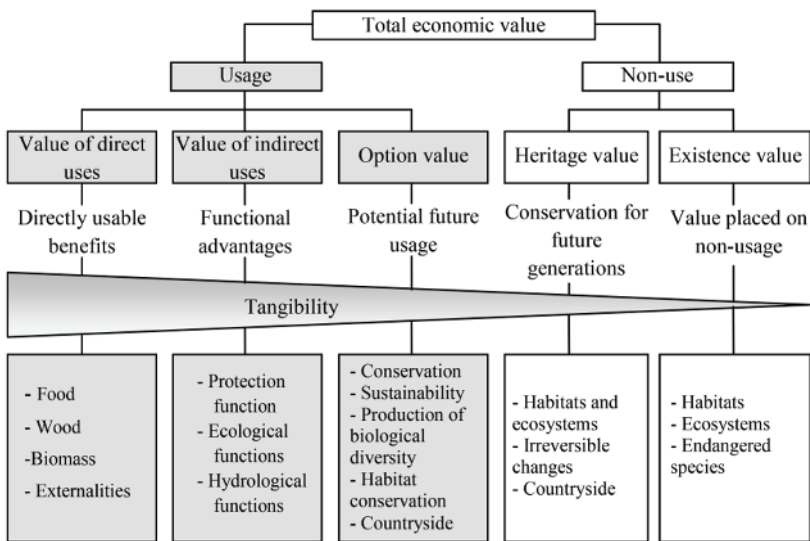 Total economic value
Usage
Non-use
Value of direct
uses
Value of indirect
uses
Option value
Heritage value
Existence value
Directly usable
benefits
Functional
advantages
Potential future
usage
Conservation for
future
generations
Value placed on
non-usage
Tangibility
- Food
- Wood
-Biomass
- Externalities
- Protection
function
- Ecological
functions
- Hydrological
functions
- Conservation
- Sustainability
- Production of
biological
diversity
- Habitat
conservation
- Countryside
- Habitats and
ecosystems
- Irreversible
changes
- Countryside
- Habitats
- Ecosystems
- Endangered
species